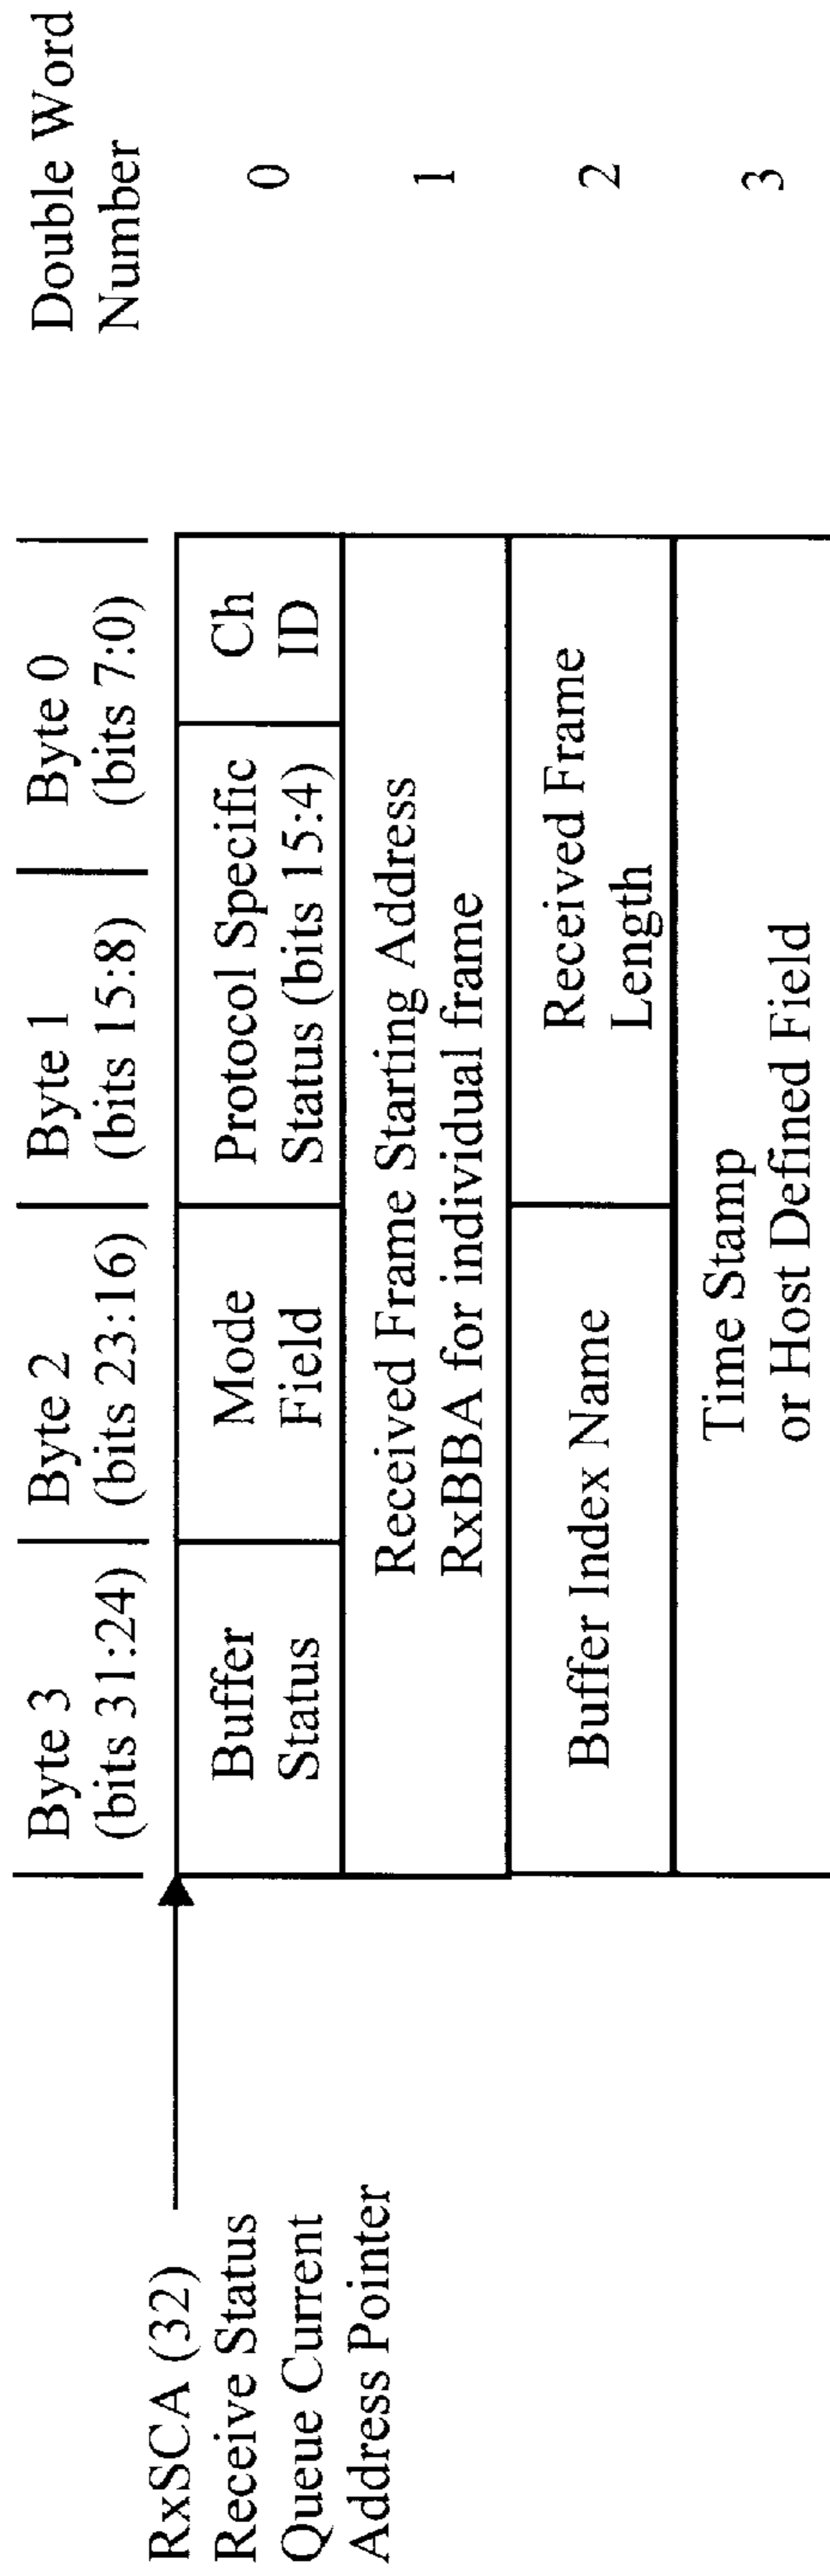 Byte 3
(bits 31:24)
Byte 2
(bits 23:16)
Byte 1
(bits 15:8)
Byte 0
(bits 7:0)
Double Word
Number
RxSCA (32)
Receive Status
Queue Current
Address Pointer
Buffer
Status
Mode
Field
Protocol Specific
Status (bits 15:4)
Ch
ID
0
Received Frame Starting Address
RxBBA for individual frame
1
Buffer Index Name
Received Frame
Length
2
Time Stamp
or Host Defined Field
3